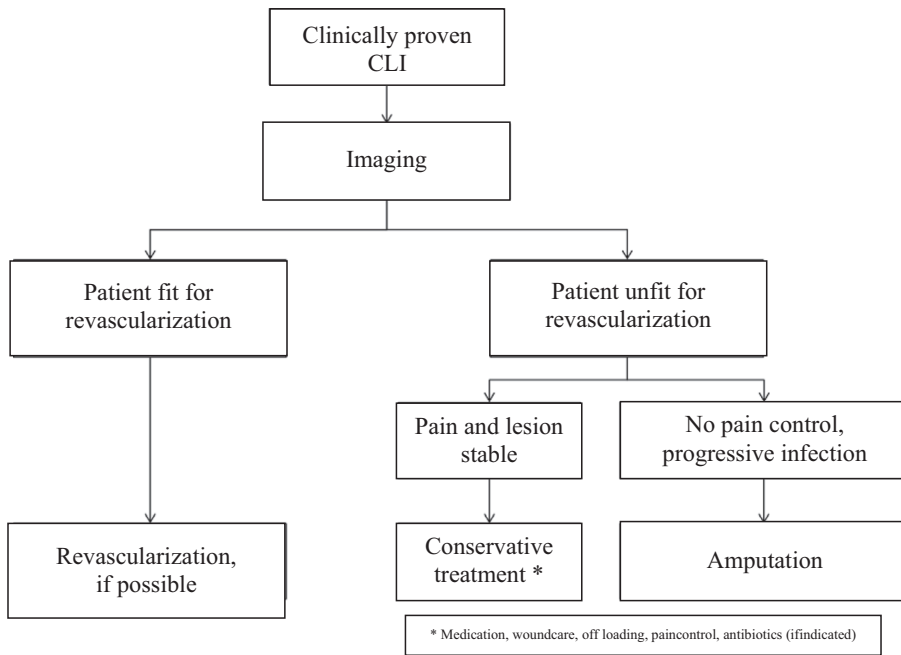 Clinically proven
CLI
Imaging
Patient fit for
revascularization
Patient unfit for
revascularization
Pain and lesion
stable
No pain control,
progressive infection
Revascularization,
if possible
Conservative
treatment *
Amputation
* Medication, woundcare, off loading, paincontrol, antibiotics (ifindicated)